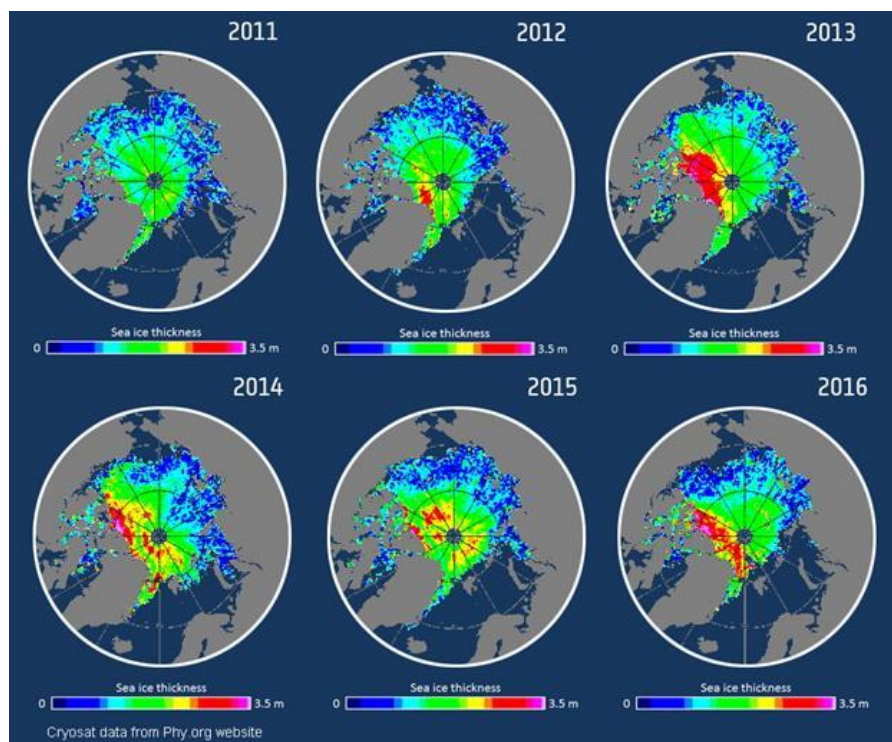 2011
2012
2013
Sea ice thickness
0
3.5 m
Sea ice thickness
0
3.5 m
Sea ice thickness
0
3.5 m
2014
2015
2016
Sea ice thickness
0
3.5 m
Sea ice thickness
0
3.5 m
Sea ice thickness
0
3.5 m
Cryosat data from Phy.org website